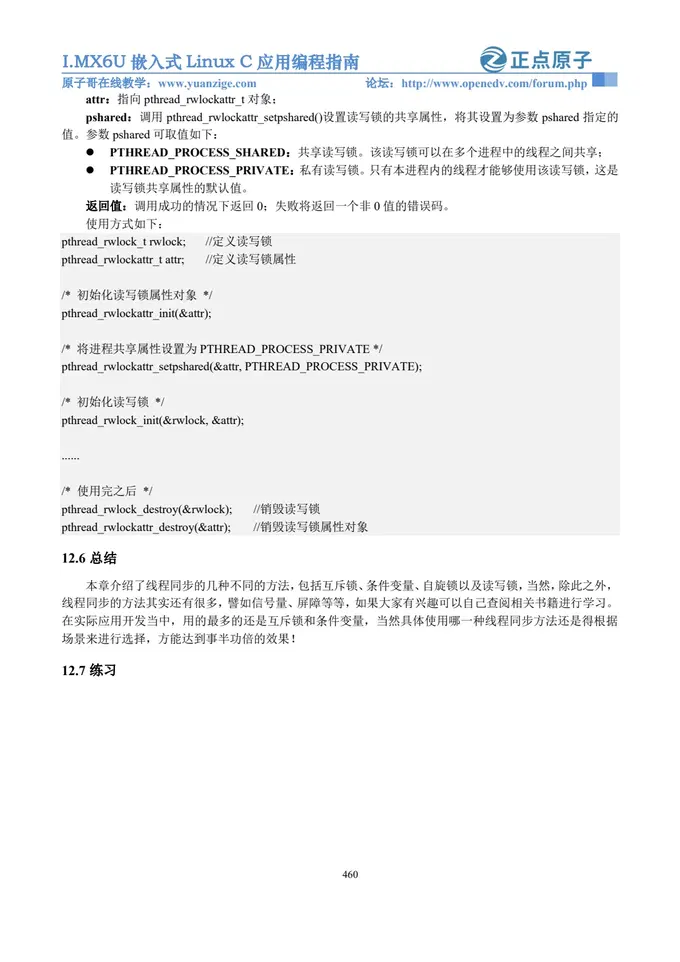 I.MX6U 嵌入式 Linux C 应用编程指南
正点原子
原子哥在线教学：www.yuanzige.com 论坛：http://www.openedv.com/forum.php
attr：指向 pthread_rwlockattr_t 对象；
pshared：调用 pthread_rwlockattr_setpshared()设置读写锁的共享属性，将其设置为参数 pshared 指定的
值。参数 pshared 可取值如下：
● PTHREAD_PROCESS_SHARED：共享读写锁。该读写锁可以在多个进程中的线程之间共享；
● PTHREAD_PROCESS_PRIVATE：私有读写锁。只有本进程内的线程才能够使用该读写锁，这是
读写锁共享属性的默认值。
返回值：调用成功的情况下返回 0；失败将返回一个非 0 值的错误码。
使用方式如下：
pthread_rwlock_t rwlock; //定义读写锁
pthread_rwlockattr_t attr; //定义读写锁属性
/* 初始化读写锁属性对象 */
pthread_rwlockattr_init(&attr);
/* 将进程共享属性设置为 PTHREAD_PROCESS_PRIVATE */
pthread_rwlockattr_setpshared(&attr, PTHREAD_PROCESS_PRIVATE);
/* 初始化读写锁 */
pthread_rwlock_init(&rwlock, &attr);
......
/* 使用完之后 */
pthread_rwlock_destroy(&rwlock); //销毁读写锁
pthread_rwlockattr_destroy(&attr); //销毁读写锁属性对象
12.6 总结
本章介绍了线程同步的几种不同的方法，包括互斥锁、条件变量、自旋锁以及读写锁，当然，除此之外，
线程同步的方法其实还有很多，譬如信号量、屏障等等，如果大家有兴趣可以自己查阅相关书籍进行学习。
在实际应用开发当中，用的最多的还是互斥锁和条件变量，当然具体使用哪一种线程同步方法还是得根据
场景来进行选择，方能达到事半功倍的效果！
12.7 练习
460